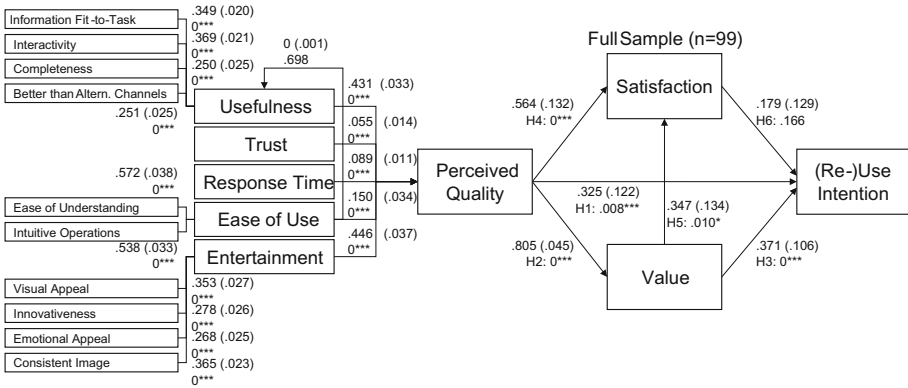 Information Fit-to-Task
.349 (.020)
0***
Interactivity
.369 (.021)
0***
Completeness
.250 (.025)
0***
Better than Altern. Channels
.251 (.025)
0***
0 (.001)
.698
Usefulness
.431 (.033)
0***
Trust
.055 (.014)
0***
.572 (.038)
0***
Response Time
.089 (.011)
0***
Ease of Understanding
Intuitive Operations
Ease of Use
.150 (.034)
0***
.538 (.033)
0***
Entertainment
.446 (.037)
0***
Visual Appeal
.353 (.027)
0***
Innovativeness
.278 (.026)
0***
Emotional Appeal
.268 (.025)
0***
Consistent Image
.365 (.023)
0***
Perceived
Quality
Full Sample (n=99)
Satisfaction
.564 (.132)
H4: 0***
.179 (.129)
H6: .166
.325 (.122)
H1: .008***
.347 (.134)
H5: .010*
(Re-)Use
Intention
.805 (.045)
H2: 0***
Value
.371 (.106)
H3: 0***